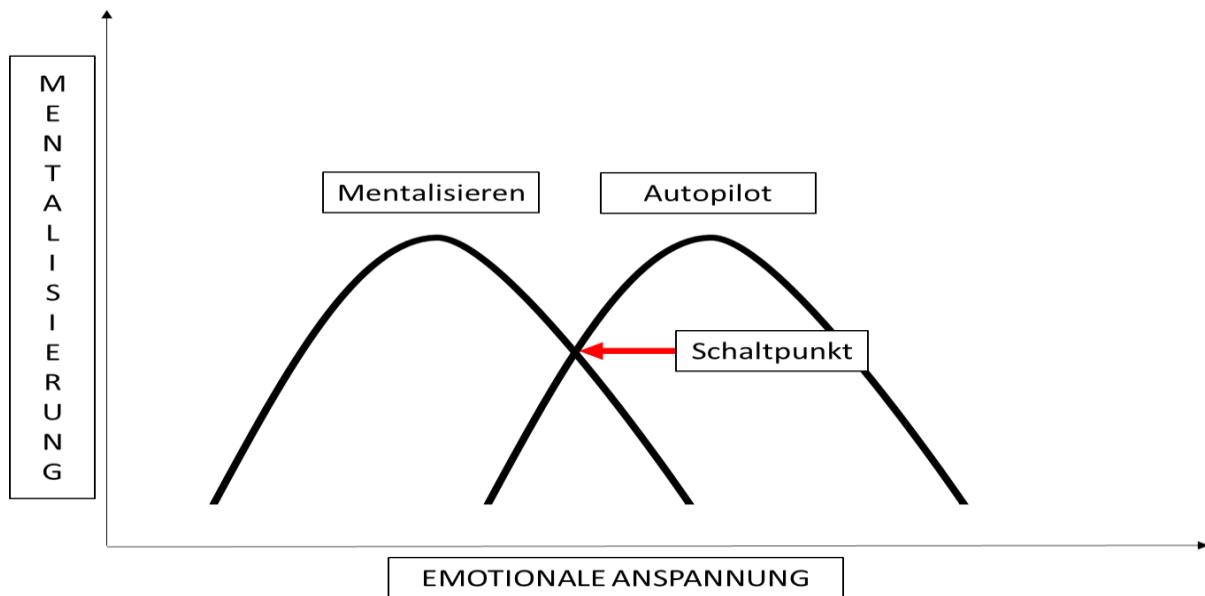 MENTALISIERUNG
Mentalisieren
Autopilot
Schaltpunkt
EMOTIONALE ANSPANNUNG